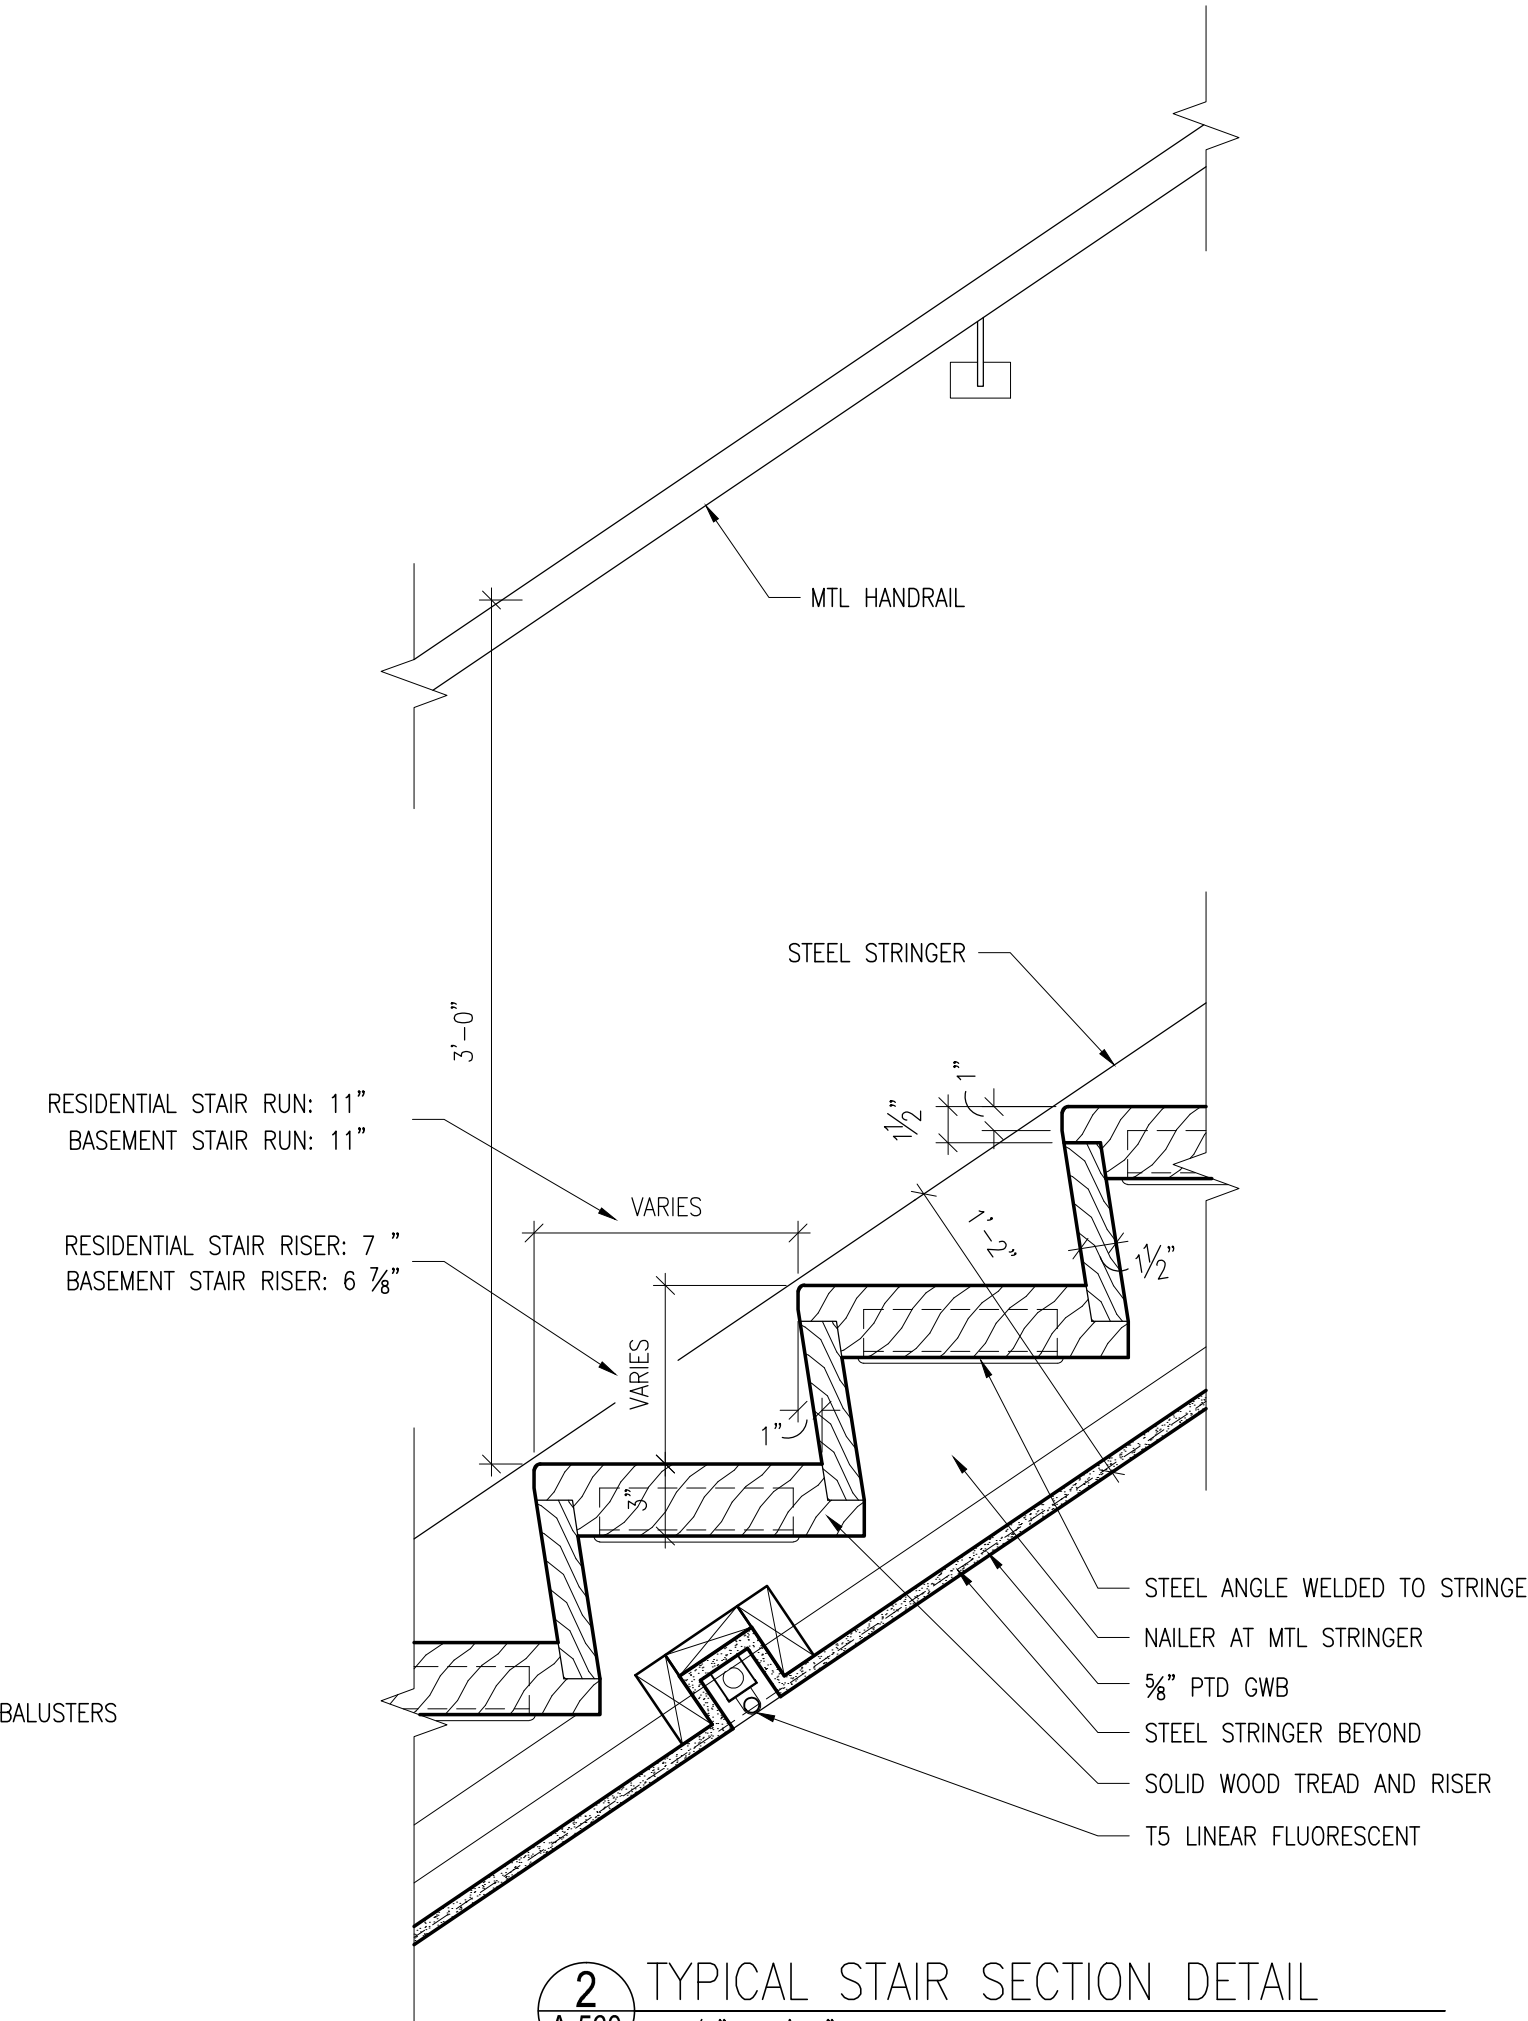 MTL HANDRAIL
STEEL STRINGER
3'-0"
1"
1½"
RESIDENTIAL STAIR RUN: 11"
BASEMENT STAIR RUN: 11"
VARIES
1'-2"
1½"
RESIDENTIAL STAIR RISER: 7 "
BASEMENT STAIR RISER: 6 ⅞"
VARIES
1"
3"
STEEL ANGLE WELDED TO STRINGE
NAILER AT MTL STRINGER
⅝" PTD GWB
STEEL STRINGER BEYOND
BALUSTERS
SOLID WOOD TREAD AND RISER
T5 LINEAR FLUORESCENT
2
TYPICAL STAIR SECTION DETAIL